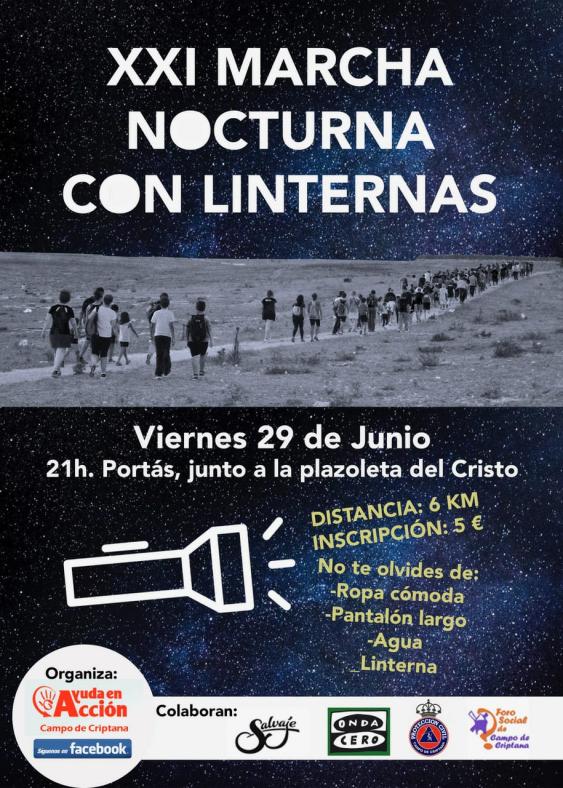 XXI MARCHA
NOCTURNA
CON LINTERNAS
Viernes 29 de Junio
21h. Portás, junto a la plazoleta del Cristo
DISTANCIA: 6 KM
INSCRIPCIÓN: 5 €
No te olvides de:
-Ropa cómoda
-Pantalón largo
-Agua
_Linterna
Organiza:
Ayuda en
Acción
Campo de Criptana
Síguenos en facebook
Colaboran:
Salvaje
ONDA
CERO
PROTECCIÓN CIVIL
Foro
Social
de
Campo de
Criptana